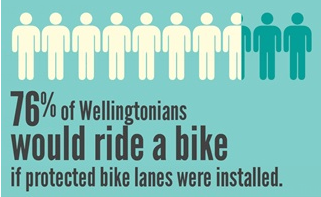 76% of Wellingtonians
would ride a bike
if protected bike lanes were installed.